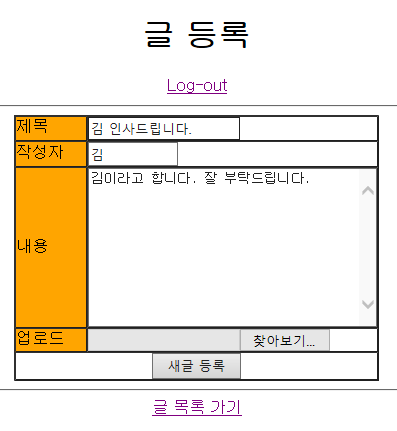 글 등록
Log-out
제목 김 인사드립니다.
작성자 김
내용 김이라고 합니다. 잘 부탁드립니다.
업로드 찾아보기...
새글 등록
글 목록 가기